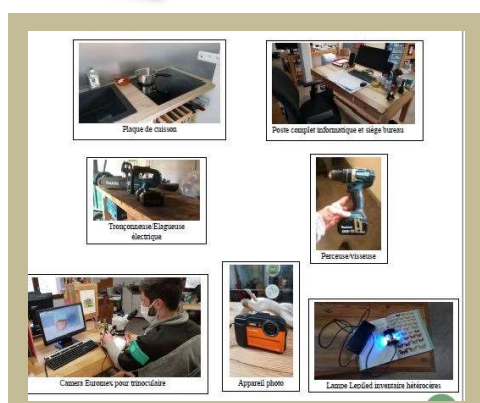 Plaque de cuisson
Poste complet informatique et siège bureau
Tronçonneuse/Elagueuse
électrique
Perceuse/visseuse
Camera Euromex pour trinoculaire
Appareil photo
Lampe Lepiled inventaire hétérocères